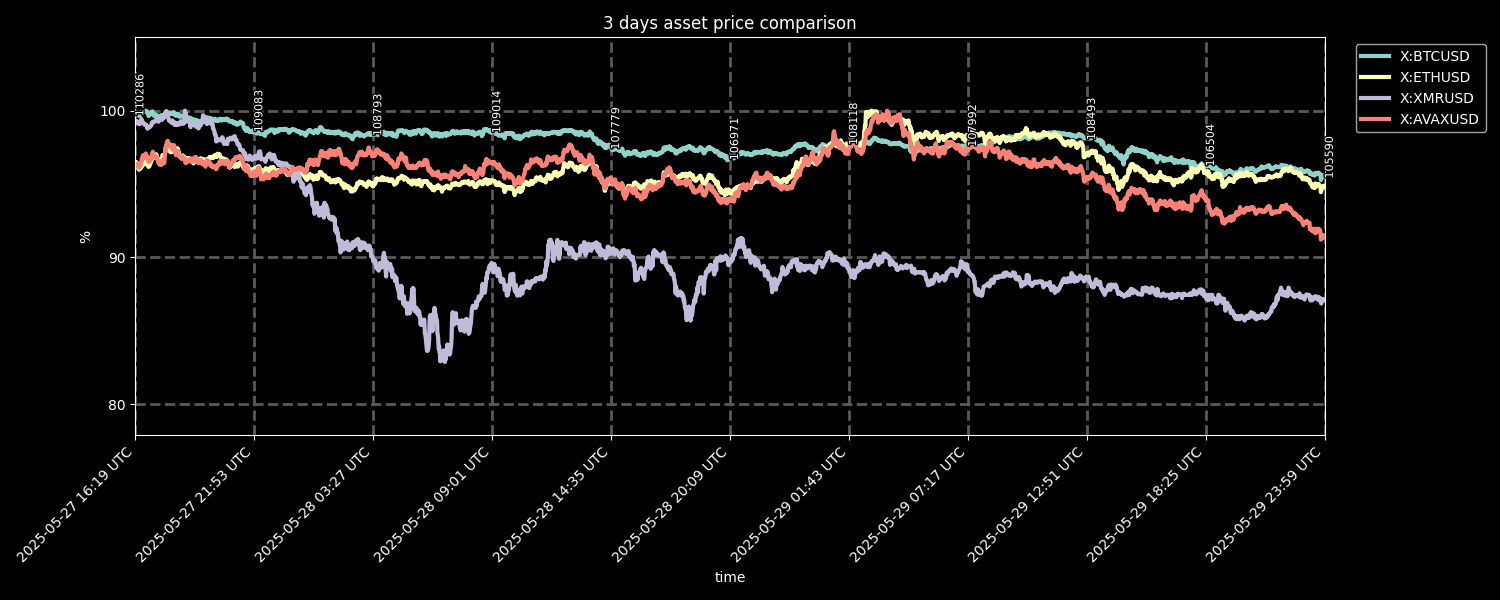 3 days asset price comparison
X:BTCUSD
X:ETHUSD
X:XMRUSD
X:AVAXUSD
%
100
90
80
110286
109083
108793
109014
107779
106971
108118
107992
108493
106504
105590
2025-05-27 16:19 UTC
2025-05-27 21:53 UTC
2025-05-28 03:27 UTC
2025-05-28 09:01 UTC
2025-05-28 14:35 UTC
2025-05-28 20:09 UTC
2025-05-29 01:43 UTC
2025-05-29 07:17 UTC
2025-05-29 12:51 UTC
2025-05-29 18:25 UTC
2025-05-29 23:59 UTC
time